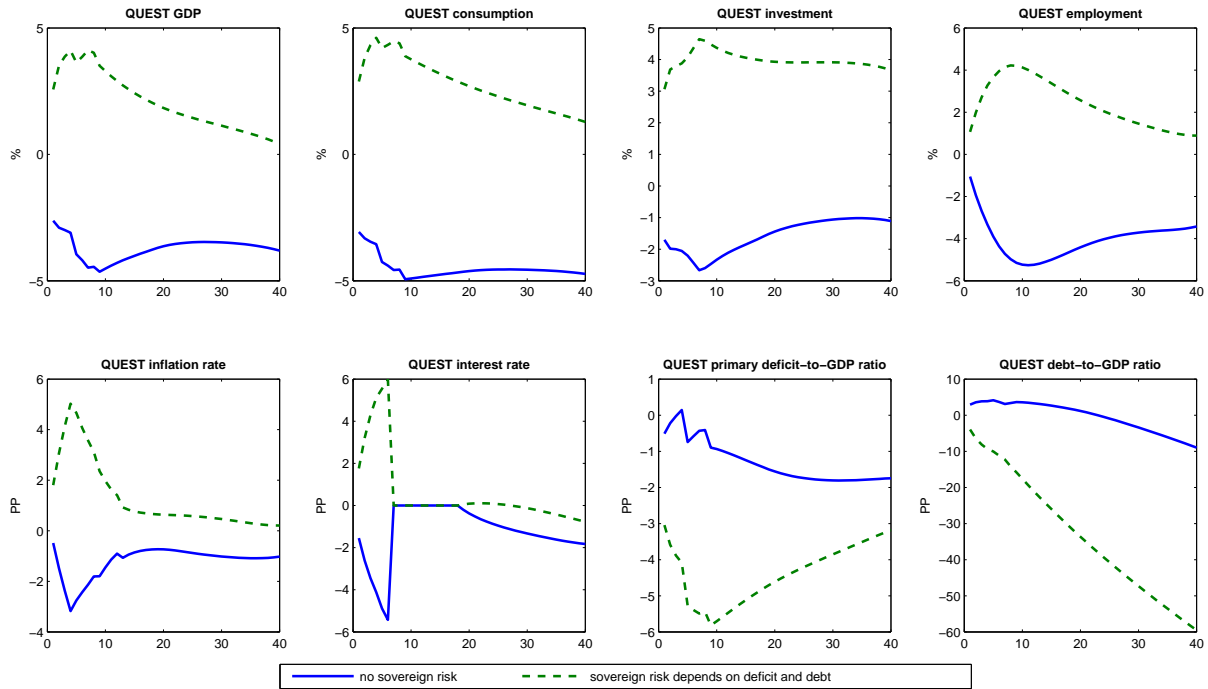 QUEST GDP
5
0
−5
%
0 10 20 30 40
QUEST consumption
5
0
−5
%
0 10 20 30 40
QUEST investment
5
4
3
2
1
0
−1
−2
−3
%
0 10 20 30 40
QUEST employment
6
4
2
0
−2
−4
−6
%
0 10 20 30 40
QUEST inflation rate
6
4
2
0
−2
−4
PP
0 10 20 30 40
QUEST interest rate
6
4
2
0
−2
−4
−6
PP
0 10 20 30 40
QUEST primary deficit−to−GDP ratio
1
0
−1
−2
−3
−4
−5
−6
PP
0 10 20 30 40
QUEST debt−to−GDP ratio
10
0
−10
−20
−30
−40
−50
−60
PP
0 10 20 30 40
no sovereign risk
sovereign risk depends on deficit and debt